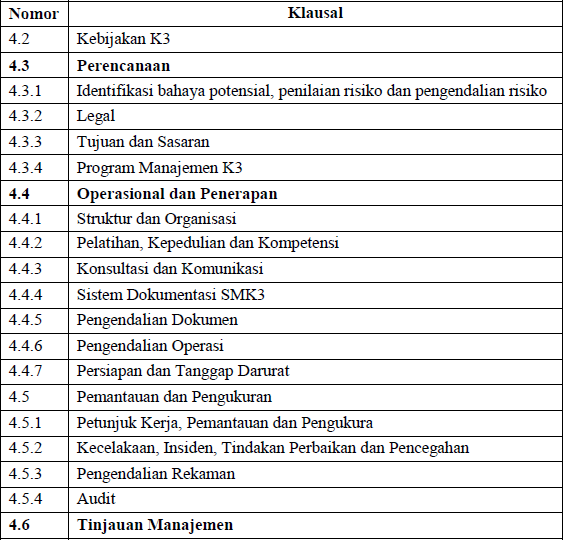 Nomor Klausal
4.2 Kebijakan K3
4.3 Perencanaan
4.3.1 Identifikasi bahaya potensial, penilaian risiko dan pengendalian risiko
4.3.2 Legal
4.3.3 Tujuan dan Sasaran
4.3.4 Program Manajemen K3
4.4 Operasional dan Penerapan
4.4.1 Struktur dan Organisasi
4.4.2 Pelatihan, Kepedulian dan Kompetensi
4.4.3 Konsultasi dan Komunikasi
4.4.4 Sistem Dokumentasi SMK3
4.4.5 Pengendalian Dokumen
4.4.6 Pengendalian Operasi
4.4.7 Persiapan dan Tanggap Darurat
4.5 Pemantauan dan Pengukuran
4.5.1 Petunjuk Kerja, Pemantauan dan Pengukura
4.5.2 Kecelakaan, Insiden, Tindakan Perbaikan dan Pencegahan
4.5.3 Pengendalian Rekaman
4.5.4 Audit
4.6 Tinjauan Manajemen